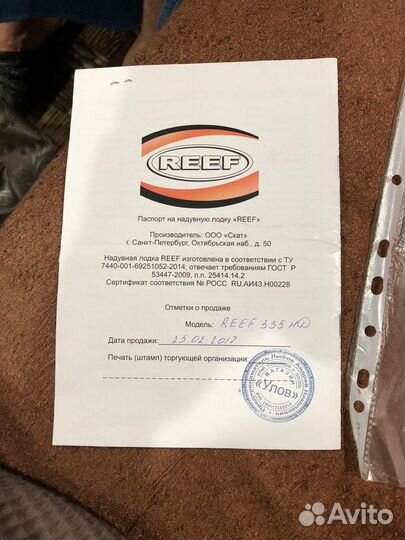 REEF
Паспорт на надувную лодку «REEF»
Производитель: ООО «Скат»
г. Санкт-Петербург, Октябрьская наб., д. 50
Надувная лодка REEF изготовлена в соответствии с ТУ
7440-001-69251052-2014, отвечает требованиям ГОСТ Р
53447-2009, п.п. 25414.14.2
Сертификат соответствия № РОСС RU.АИ43.Н00228
Отметки о продаже
Модель: REEF 335 НД
Дата продажи: 25.02.2017
Печать (штамп) торгующей организации:
МАГАЗИН
«Улов»
Avito